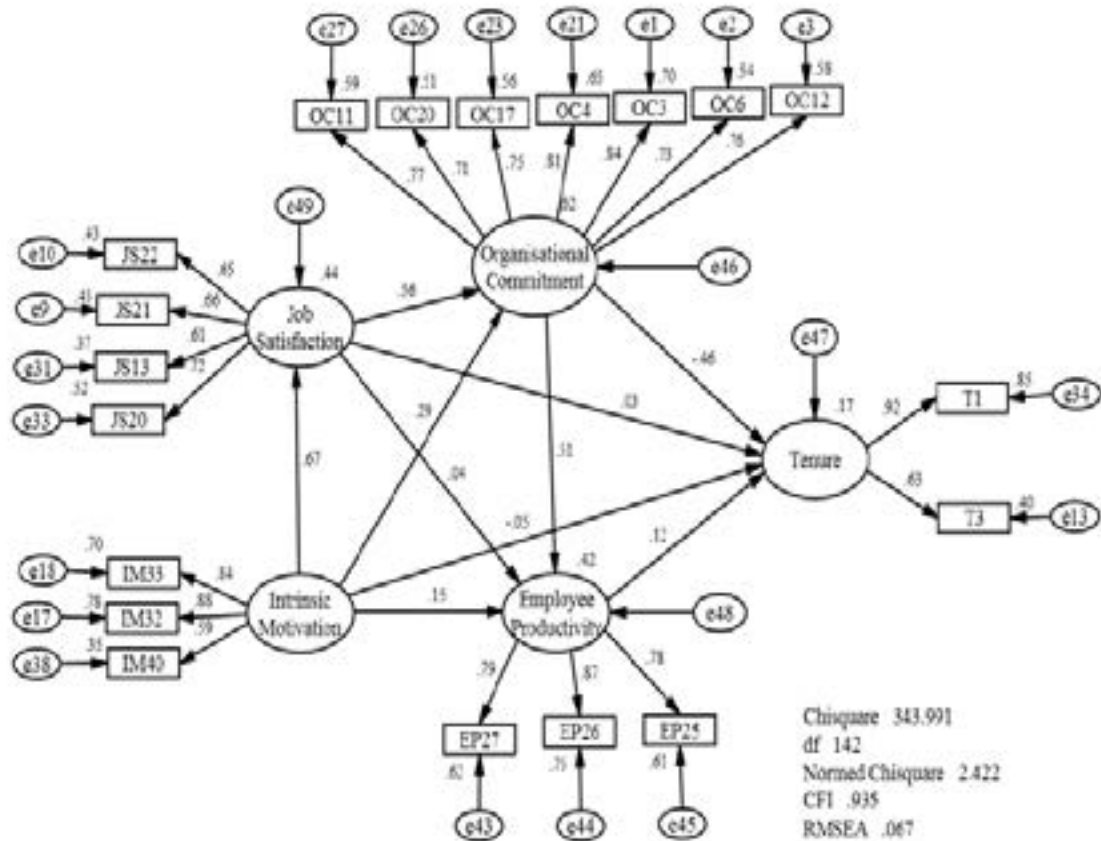 e27 e26 e23 e21 e1 e2 e3
.59 .51 .56 .65 .70 .54 .58
OC11 OC20 OC17 OC4 OC3 OC6 OC12
.77 .71 .75 .81 .84 .73 .76
.62
Organisational
Commitment
e46
e49
.44
Job
Satisfaction
e10 .43 JS22 .65
e9 .43 JS21 .66
e31 .37 JS13 .61
e33 .52 JS20 .72
.56
-.46
.03
.29
.51
.04
.67
-.05
.12
.15
e47
.17
Tenure
.92 T1 .85 e34
.63 T3 .40 e13
e18 .70 IM33 .84
e17 .78 IM32 .88
e38 .35 IM40 .59
Intrinsic
Motivation
.42
Employee
Productivity
e48
.79 .87 .78
EP27 EP26 EP25
.62 .75 .61
e43 e44 e45
Chisquare 343.991
df 142
Normed Chisquare 2.422
CFI .935
RMSEA .067